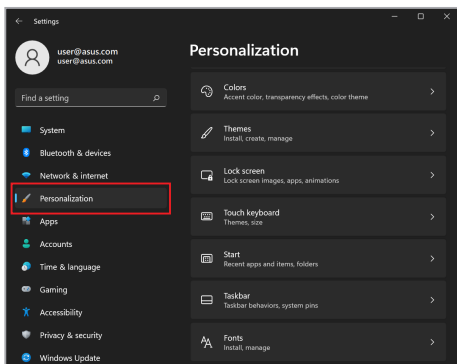 Settings
user@asus.com
user@asus.com
Find a setting
System
Bluetooth & devices
Network & internet
Personalization
Apps
Accounts
Time & language
Gaming
Accessibility
Privacy & security
Windows Update
Personalization
Colors
Accent color, transparency effects, color theme
Themes
Install, create, manage
Lock screen
Lock screen images, apps, animations
Touch keyboard
Themes, size
Start
Recent apps and items, folders
Taskbar
Taskbar behaviors, system pins
Fonts
Install, manage